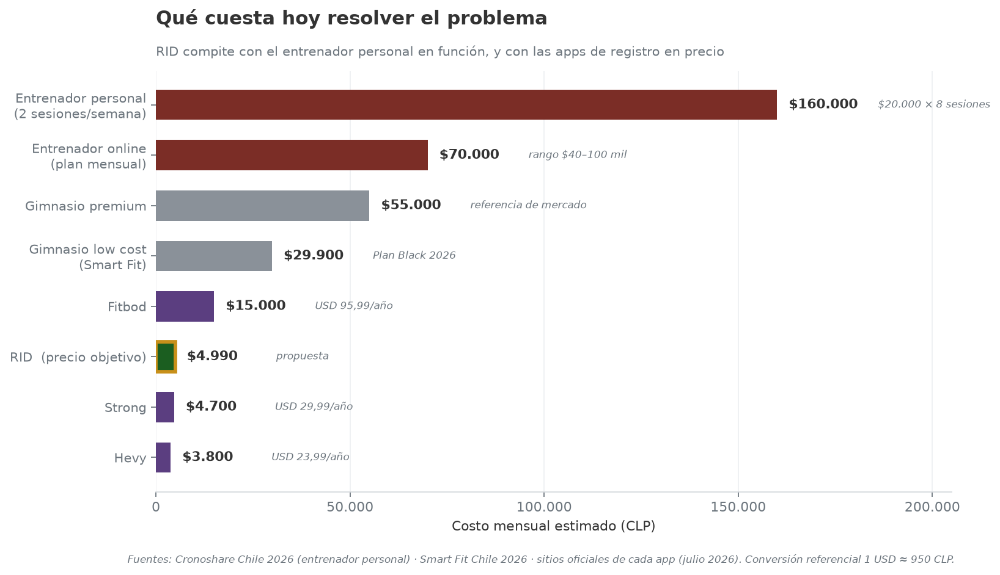 Qué cuesta hoy resolver el problema
RID compite con el entrenador personal en función, y con las apps de registro en precio
Entrenador personal
(2 sesiones/semana)
$160.000
$20.000 × 8 sesiones
Entrenador online
(plan mensual)
$70.000
rango $40–100 mil
Gimnasio premium
$55.000
referencia de mercado
Gimnasio low cost
(Smart Fit)
$29.900
Plan Black 2026
Fitbod
$15.000
USD 95,99/año
RID  (precio objetivo)
$4.990
propuesta
Strong
$4.700
USD 29,99/año
Hevy
$3.800
USD 23,99/año
0 50.000 100.000 150.000 200.000
Costo mensual estimado (CLP)
Fuentes: Cronoshare Chile 2026 (entrenador personal) · Smart Fit Chile 2026 · sitios oficiales de cada app (julio 2026). Conversión referencial 1 USD ≈ 950 CLP.